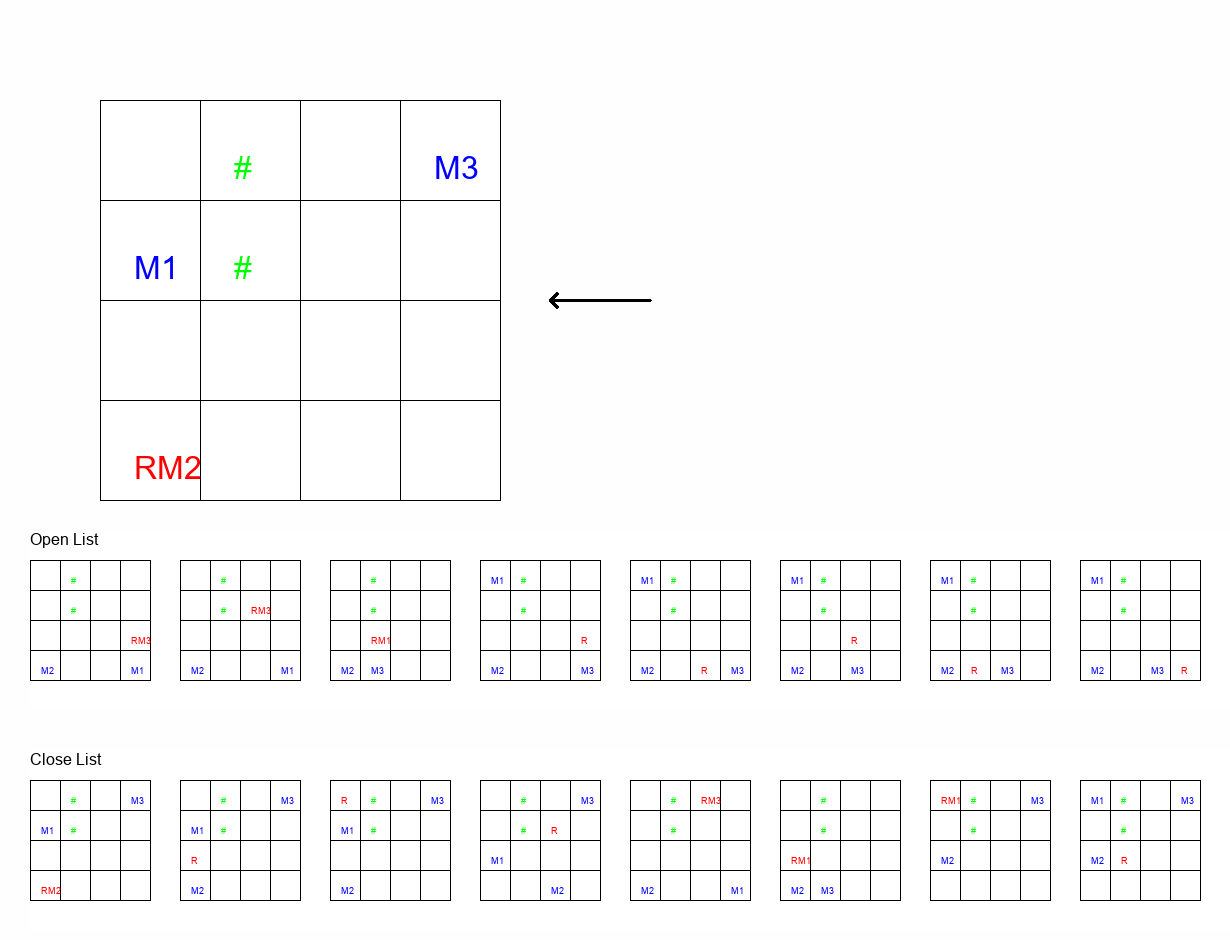 # M3
M1 #
RM2
Open List
# # # M1 # M1 # M1 # M1 # M1 #
# # RM3 # # # # # #
RM3 RM1 R R
M2 M1 M2 M1 M2 M3 M2 M3 M2 R M3 M2 M3 M2 R M3 M2 M3 R
Close List
# M3 # M3 R # M3 # M3 # RM3 # RM1 # M3 M1 # M3
M1 # M1 # M1 # # R # # # #
R M1 RM1 M2 M2 R
RM2 M2 M2 M2 M2 M1 M2 M3